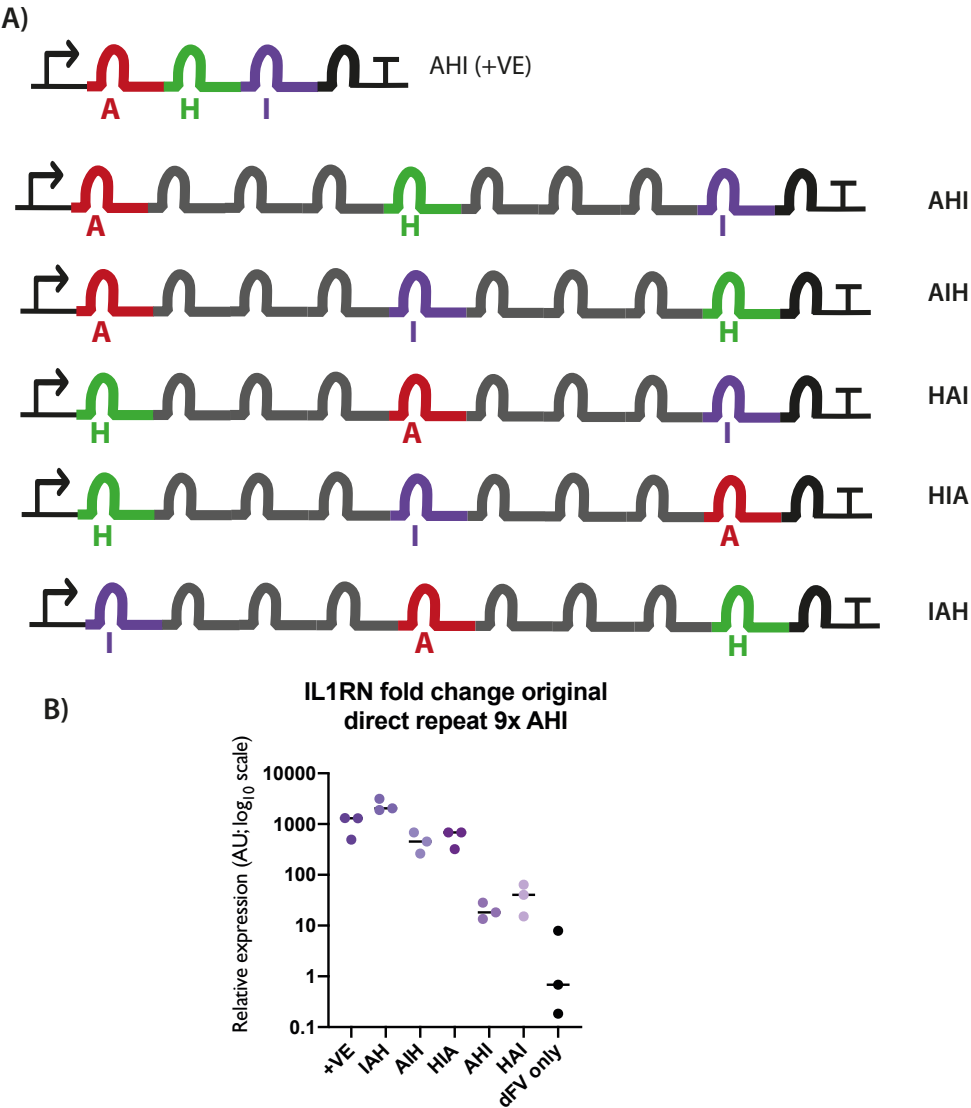 A)
AHI (+VE)
A H I
AHI
A H I
AIH
A I H
HAI
H A I
HIA
H I A
IAH
I A H
B)
IL1RN fold change original
direct repeat 9x AHI
Relative expression (AU; log10 scale)
10000
1000
100
10
1
0.1
+VE IAH AIH HIA AHI HAI dFV only